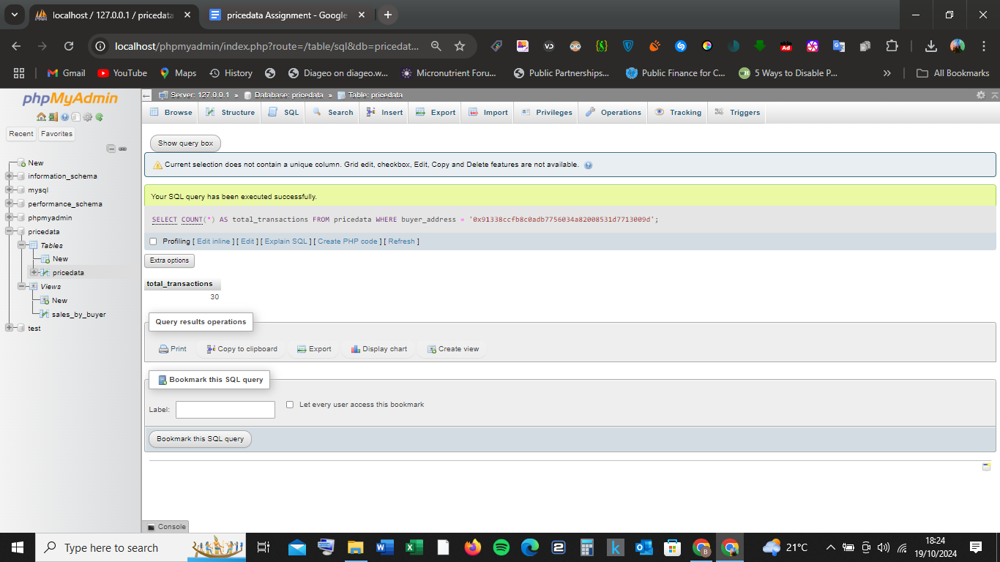 localhost / 127.0.0.1 / pricedata
pricedata Assignment - Google
localhost/phpmyadmin/index.php?route=/table/sql&db=pricedat...
Gmail
YouTube
Maps
History
Diageo on diageo.w...
Micronutrient Foru...
Public Partnerships...
Public Finance for C...
5 Ways to Disable P...
»
All Bookmarks
phpMyAdmin
Recent
Favorites
New
information_schema
mysql
performance_schema
phpmyadmin
pricedata
Tables
New
pricedata
Views
New
sales_by_buyer
test
Server: 127.0.0.1 » Database: pricedata » Table: pricedata
Browse
Structure
SQL
Search
Insert
Export
Import
Privileges
Operations
Tracking
Triggers
Show query box
Current selection does not contain a unique column. Grid edit, checkbox, Edit, Copy and Delete features are not available.
Your SQL query has been executed successfully.
SELECT COUNT(*) AS total_transactions FROM pricedata WHERE buyer_address = '0x91338ccfb8c0adb7756034a82008531d7713009d';
Profiling [ Edit inline ] [ Edit ] [ Explain SQL ] [ Create PHP code ] [ Refresh ]
Extra options
total_transactions
30
Query results operations
Print
Copy to clipboard
Export
Display chart
Create view
Bookmark this SQL query
Label:
Let every user access this bookmark
Bookmark this SQL query
Console
Type here to search
21°C
18:24
19/10/2024